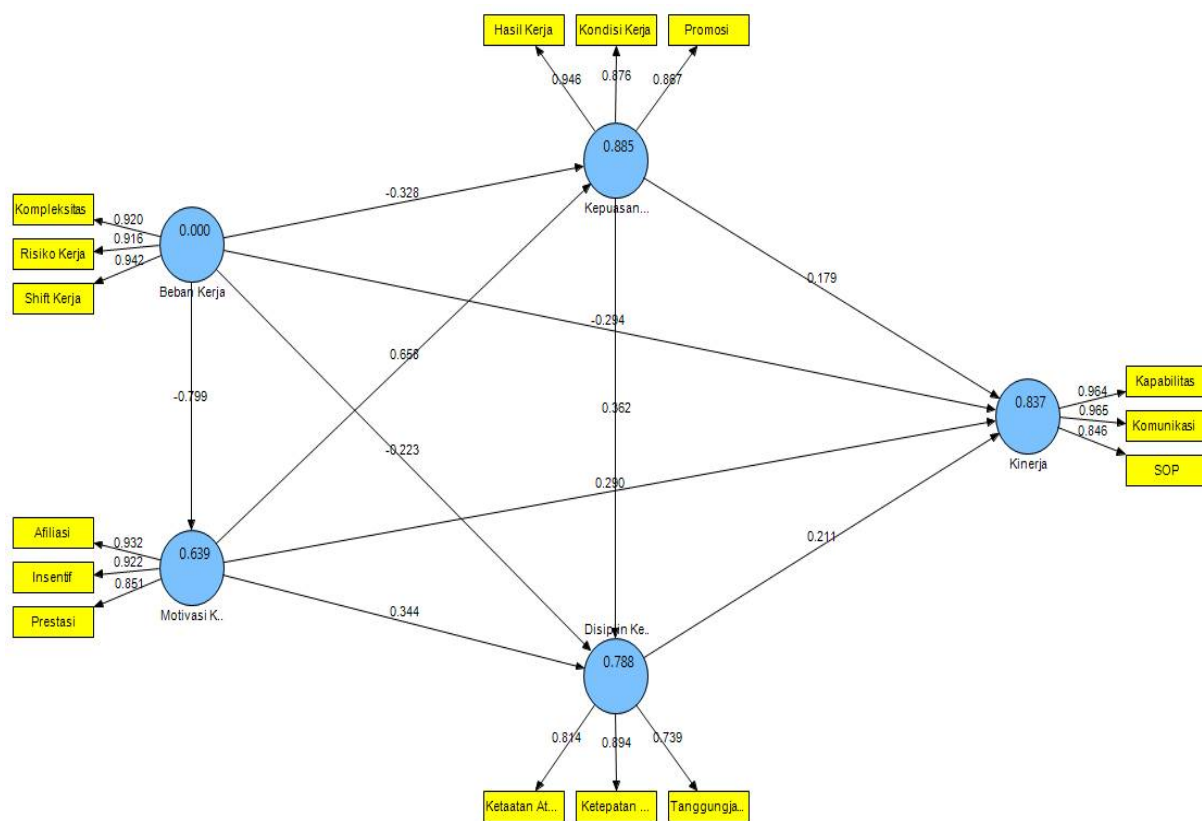 Hasil Kerja
Kondisi Kerja
Promosi
0.946
0.876
0.867
0.885
Kepuasan...
Kompleksitas
Risiko Kerja
Shift Kerja
0.920
0.916
0.942
0.000
Beban Kerja
-0.328
-0.294
-0.799
-0.223
0.658
0.362
0.179
0.837
Kinerja
0.964
0.965
0.846
Kapabilitas
Komunikasi
SOP
Afiliasi
Insentif
Prestasi
0.932
0.922
0.851
0.639
Motivasi K..
0.290
0.344
0.211
Disiplin Ke..
0.788
0.814
0.894
0.739
Ketaatan At...
Ketepatan ...
Tanggungja...